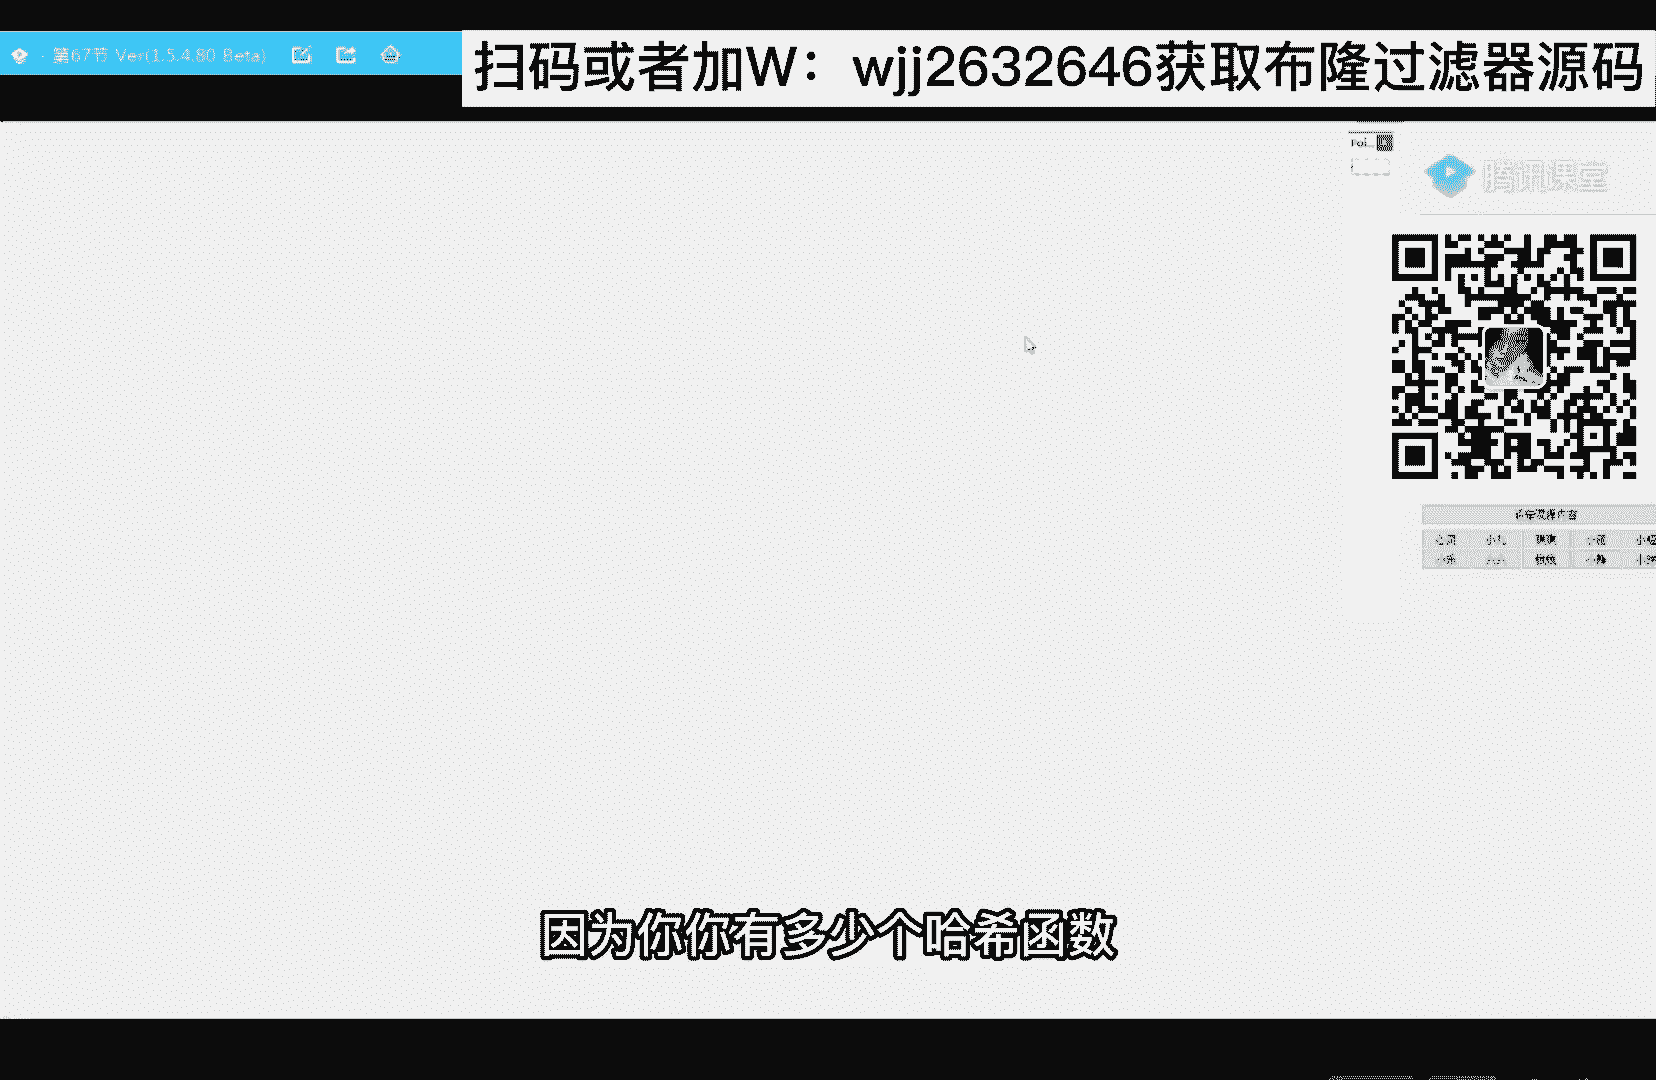 · 第67节 Ver(1.5.4.80 Beta)
扫码或者加W：wjj2632646获取布隆过滤器源码
Foi...
腾讯课堂
因为你你有多少个哈希函数